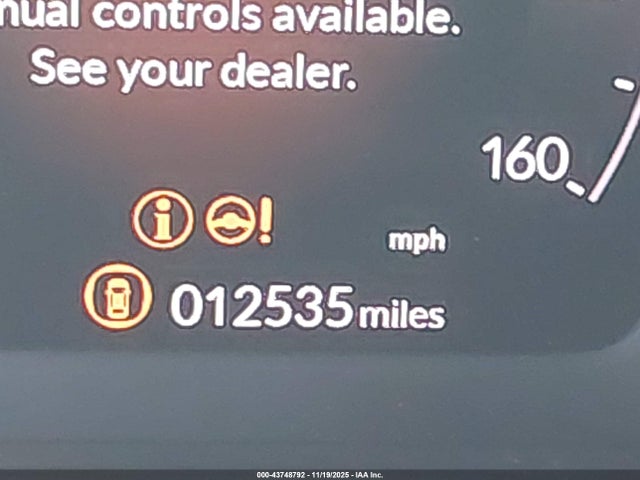 nual controls available.
See your dealer.
160
mph
012535 miles
000-43748792 - 11/19/2025 - IAA Inc.